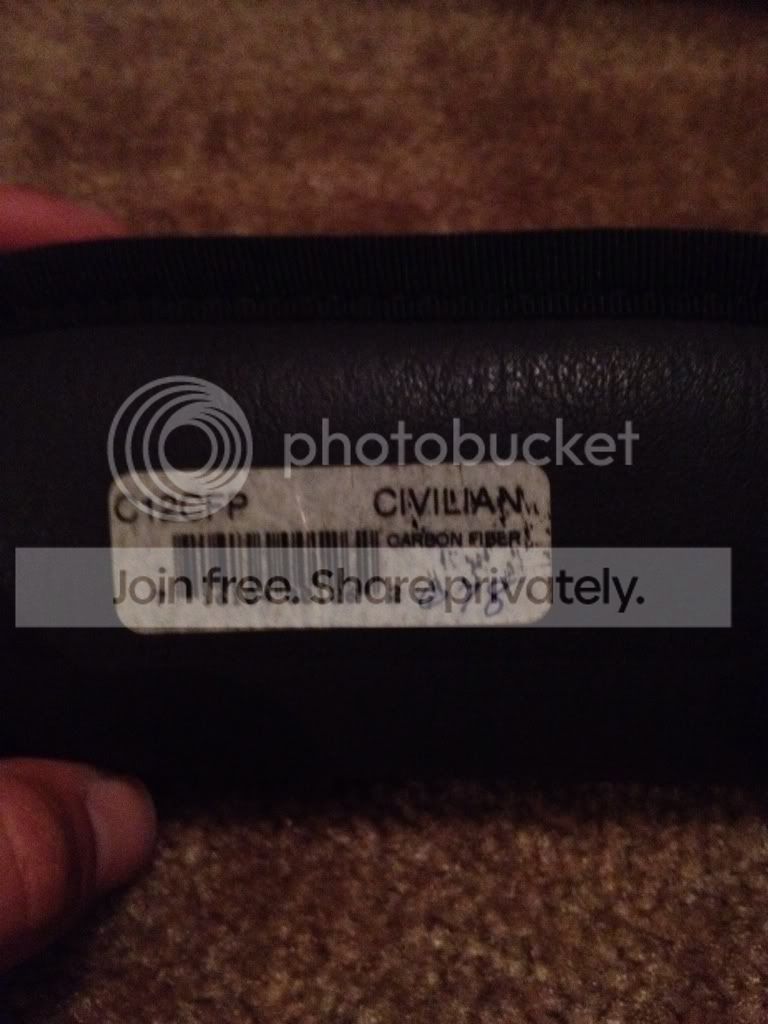 photobucket
C12CFP CIVILIAN
CARBON FIBER
Join free. Share privately.